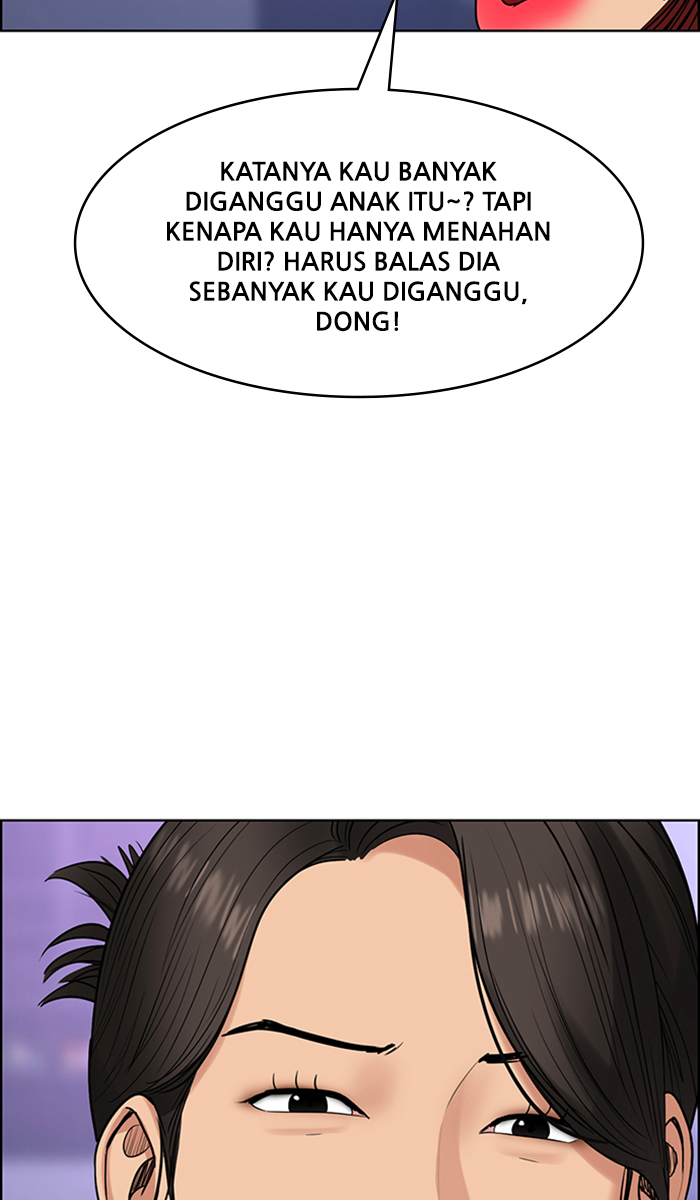 KATANYA KAU BANYAK
DIGANGGU ANAK ITU~? TAPI
KENAPA KAU HANYA MENAHAN
DIRI? HARUS BALAS DIA
SEBANYAK KAU DIGANGGU,
DONG!